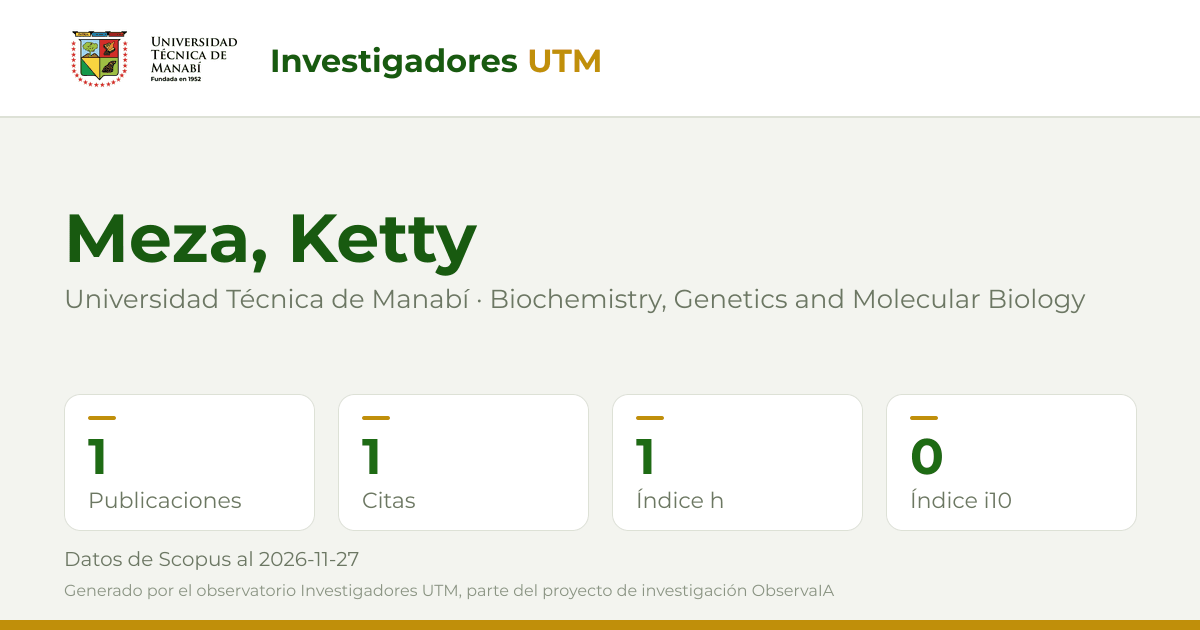 UNIVERSIDAD
TÉCNICA DE
MANABÍ
Fundada en 1952
Investigadores UTM
Meza, Ketty
Universidad Técnica de Manabí · Biochemistry, Genetics and Molecular Biology
1
Publicaciones
1
Citas
1
Índice h
0
Índice i10
Datos de Scopus al 2026-11-27
Generado por el observatorio Investigadores UTM, parte del proyecto de investigación ObservaIA